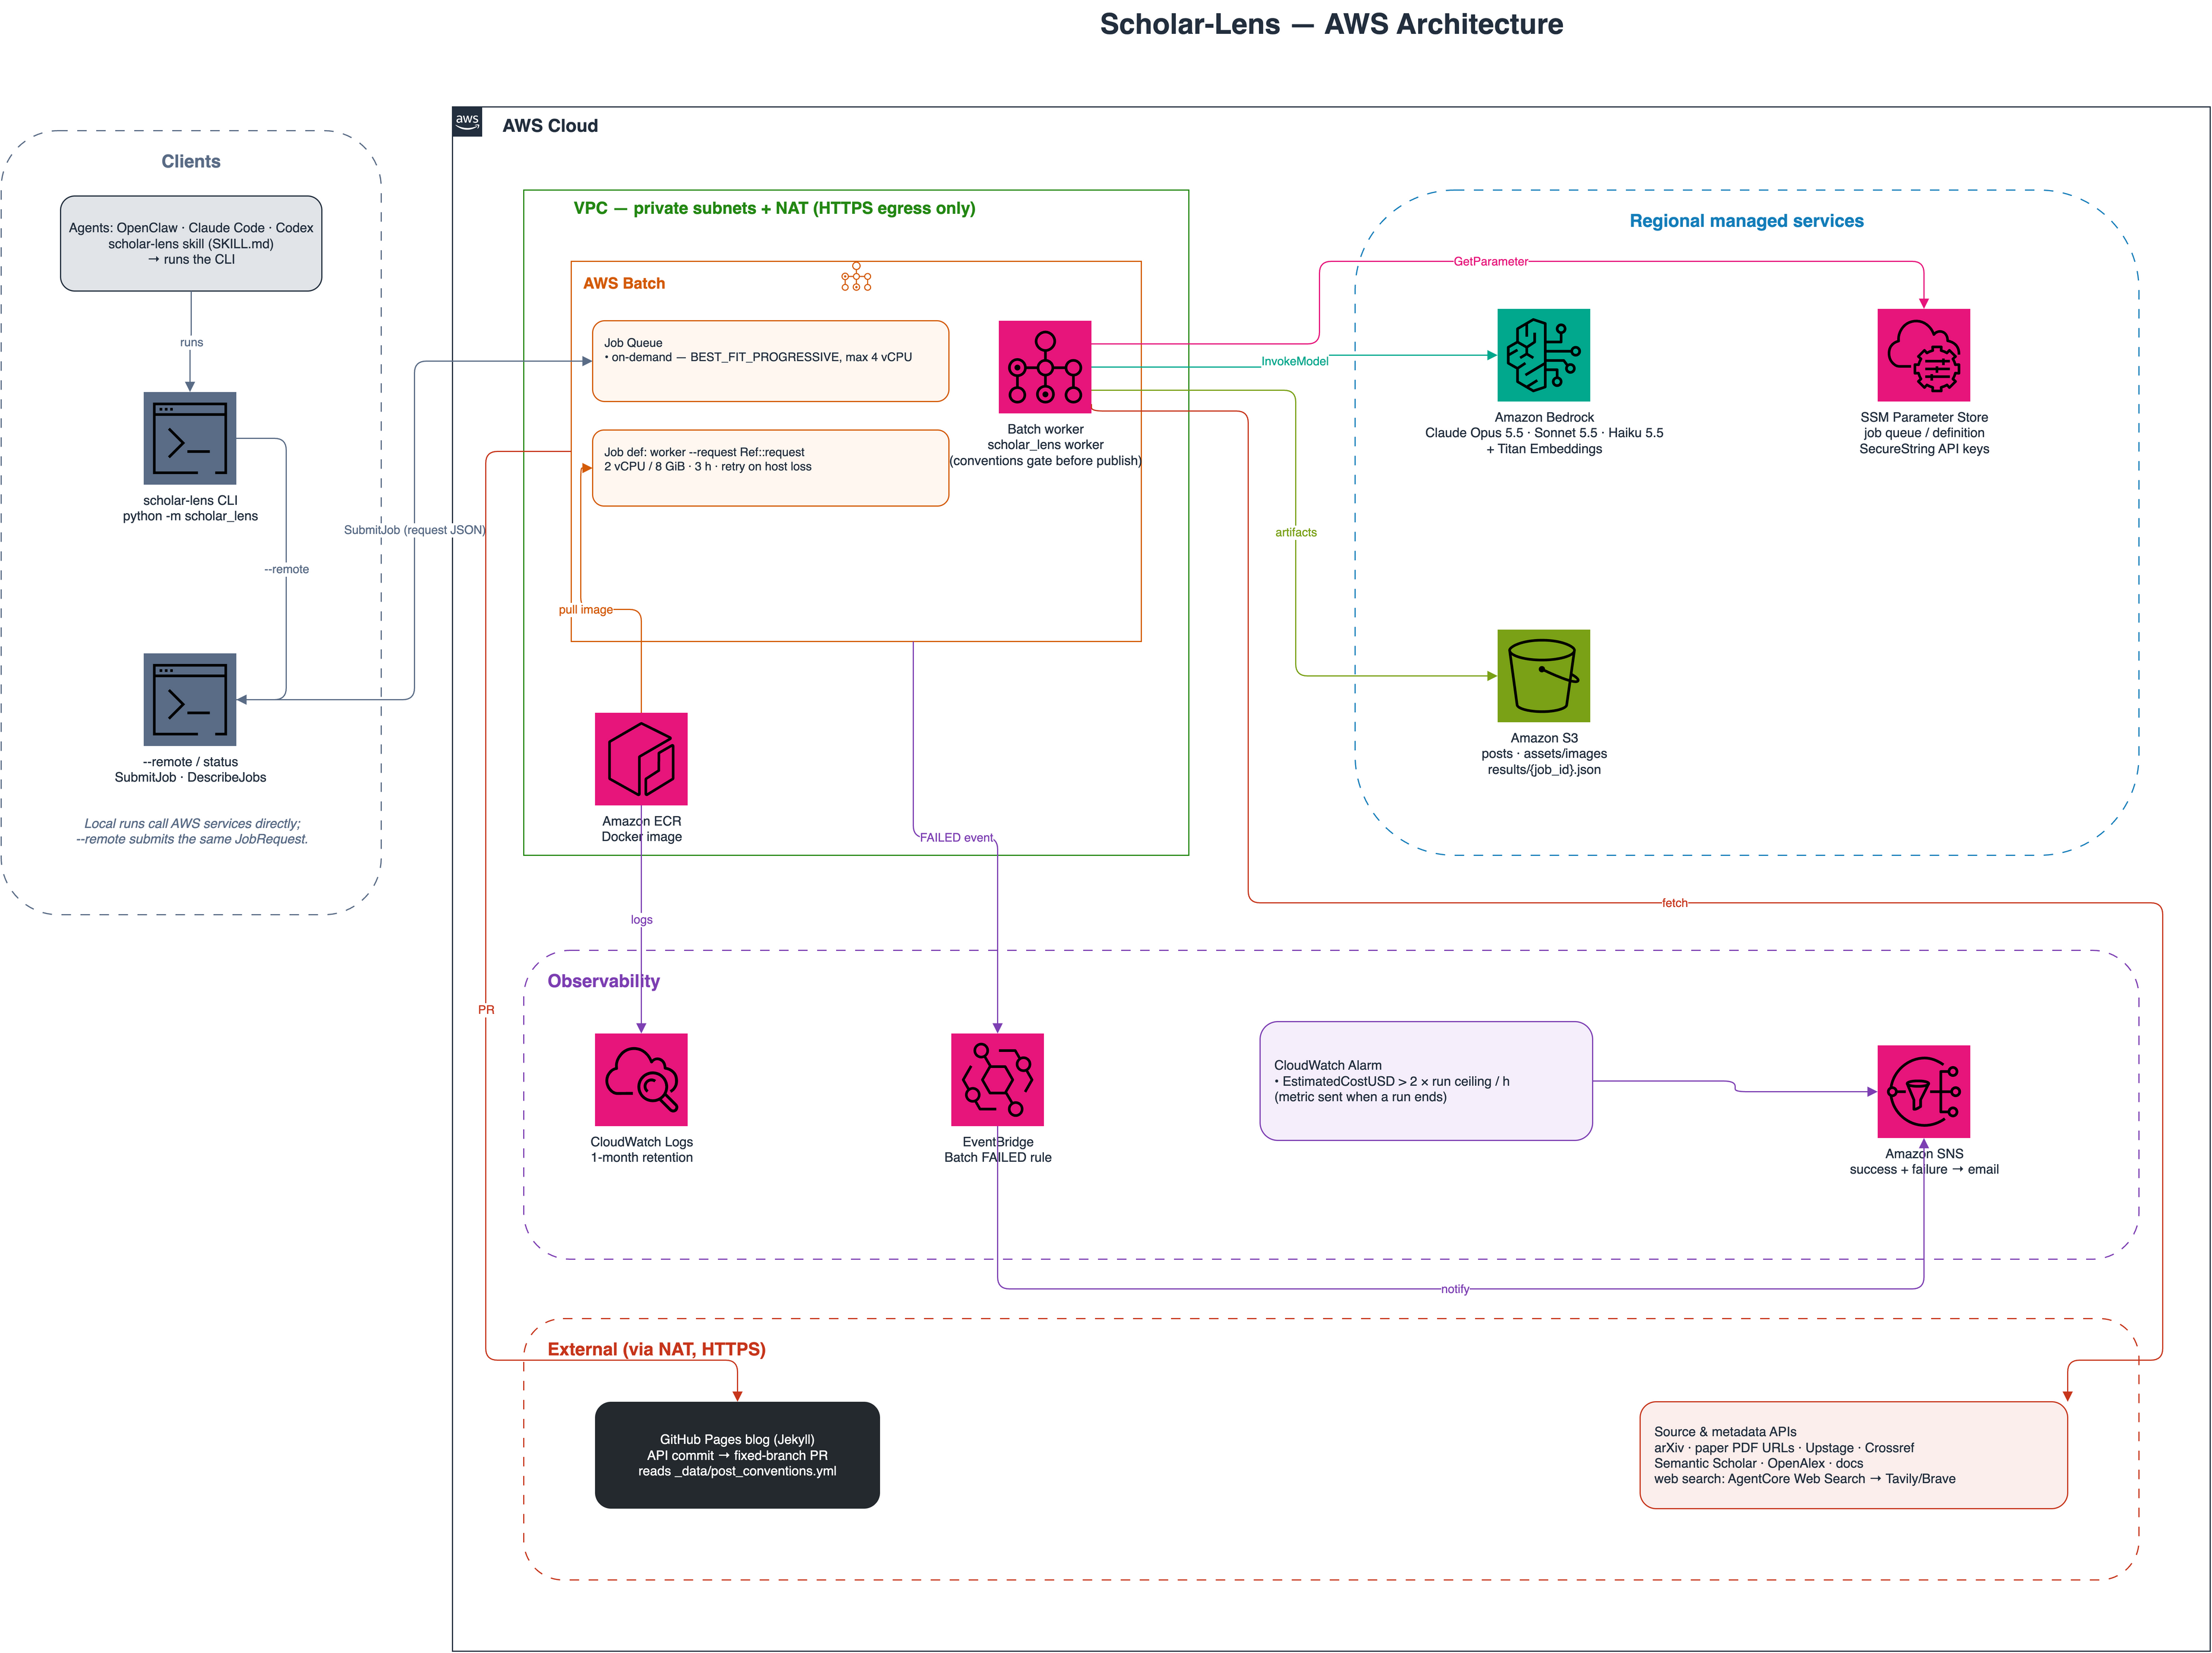 Scholar-Lens — AWS Architecture
aws
AWS Cloud
Clients
Agents: OpenClaw · Claude Code · Codex
scholar-lens skill (SKILL.md)
→ runs the CLI
runs
scholar-lens CLI
python -m scholar_lens
--remote
SubmitJob (request JSON)
--remote / status
SubmitJob · DescribeJobs
Local runs call AWS services directly;
--remote submits the same JobRequest.
VPC — private subnets + NAT (HTTPS egress only)
AWS Batch
Job Queue
• on-demand — BEST_FIT_PROGRESSIVE, max 4 vCPU
Job def: worker --request Ref::request
2 vCPU / 8 GiB · 3 h · retry on host loss
Batch worker
scholar_lens worker
(conventions gate before publish)
pull image
Amazon ECR
Docker image
Regional managed services
GetParameter
InvokeModel
artifacts
Amazon Bedrock
Claude Opus 5.5 · Sonnet 5.5 · Haiku 5.5
+ Titan Embeddings
SSM Parameter Store
job queue / definition
SecureString API keys
Amazon S3
posts · assets/images
results/{job_id}.json
FAILED event
logs
fetch
PR
Observability
CloudWatch Logs
1-month retention
EventBridge
Batch FAILED rule
CloudWatch Alarm
• EstimatedCostUSD > 2 × run ceiling / h
(metric sent when a run ends)
Amazon SNS
success + failure → email
notify
External (via NAT, HTTPS)
GitHub Pages blog (Jekyll)
API commit → fixed-branch PR
reads _data/post_conventions.yml
Source & metadata APIs
arXiv · paper PDF URLs · Upstage · Crossref
Semantic Scholar · OpenAlex · docs
web search: AgentCore Web Search → Tavily/Brave